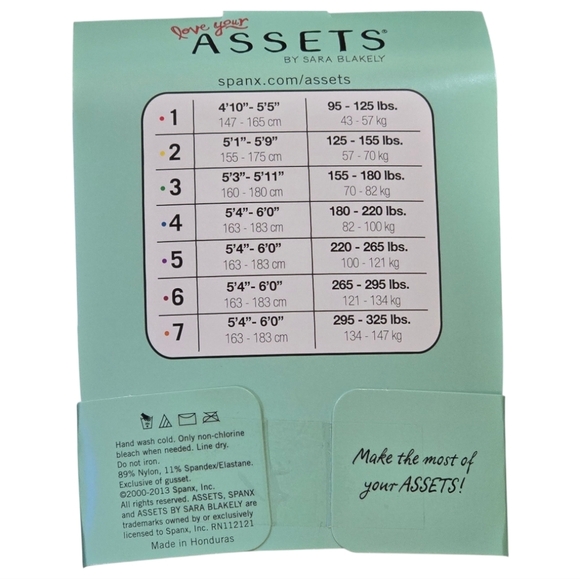 love your
ASSETS®
BY SARA BLAKELY
spanx.com/assets
1 4'10"- 5'5" 95 - 125 lbs.
147 - 165 cm 43 - 57 kg
2 5'1"- 5'9" 125 - 155 lbs.
155 - 175 cm 57 - 70 kg
3 5'3"- 5'11" 155 - 180 lbs.
160 - 180 cm 70 - 82 kg
4 5'4"- 6'0" 180 - 220 lbs.
163 - 183 cm 82 - 100 kg
5 5'4"- 6'0" 220 - 265 lbs.
163 - 183 cm 100 - 121 kg
6 5'4"- 6'0" 265 - 295 lbs.
163 - 183 cm 121 - 134 kg
7 5'4"- 6'0" 295 - 325 lbs.
163 - 183 cm 134 - 147 kg
Hand wash cold. Only non-chlorine
bleach when needed. Line dry.
Do not iron.
89% Nylon, 11% Spandex/Elastane.
Exclusive of gusset.
©2000-2013 Spanx, Inc.
All rights reserved. ASSETS, SPANX
and ASSETS BY SARA BLAKELY are
trademarks owned by or exclusively
licensed to Spanx, Inc. RN112121
Made in Honduras
Make the most of
your ASSETS!